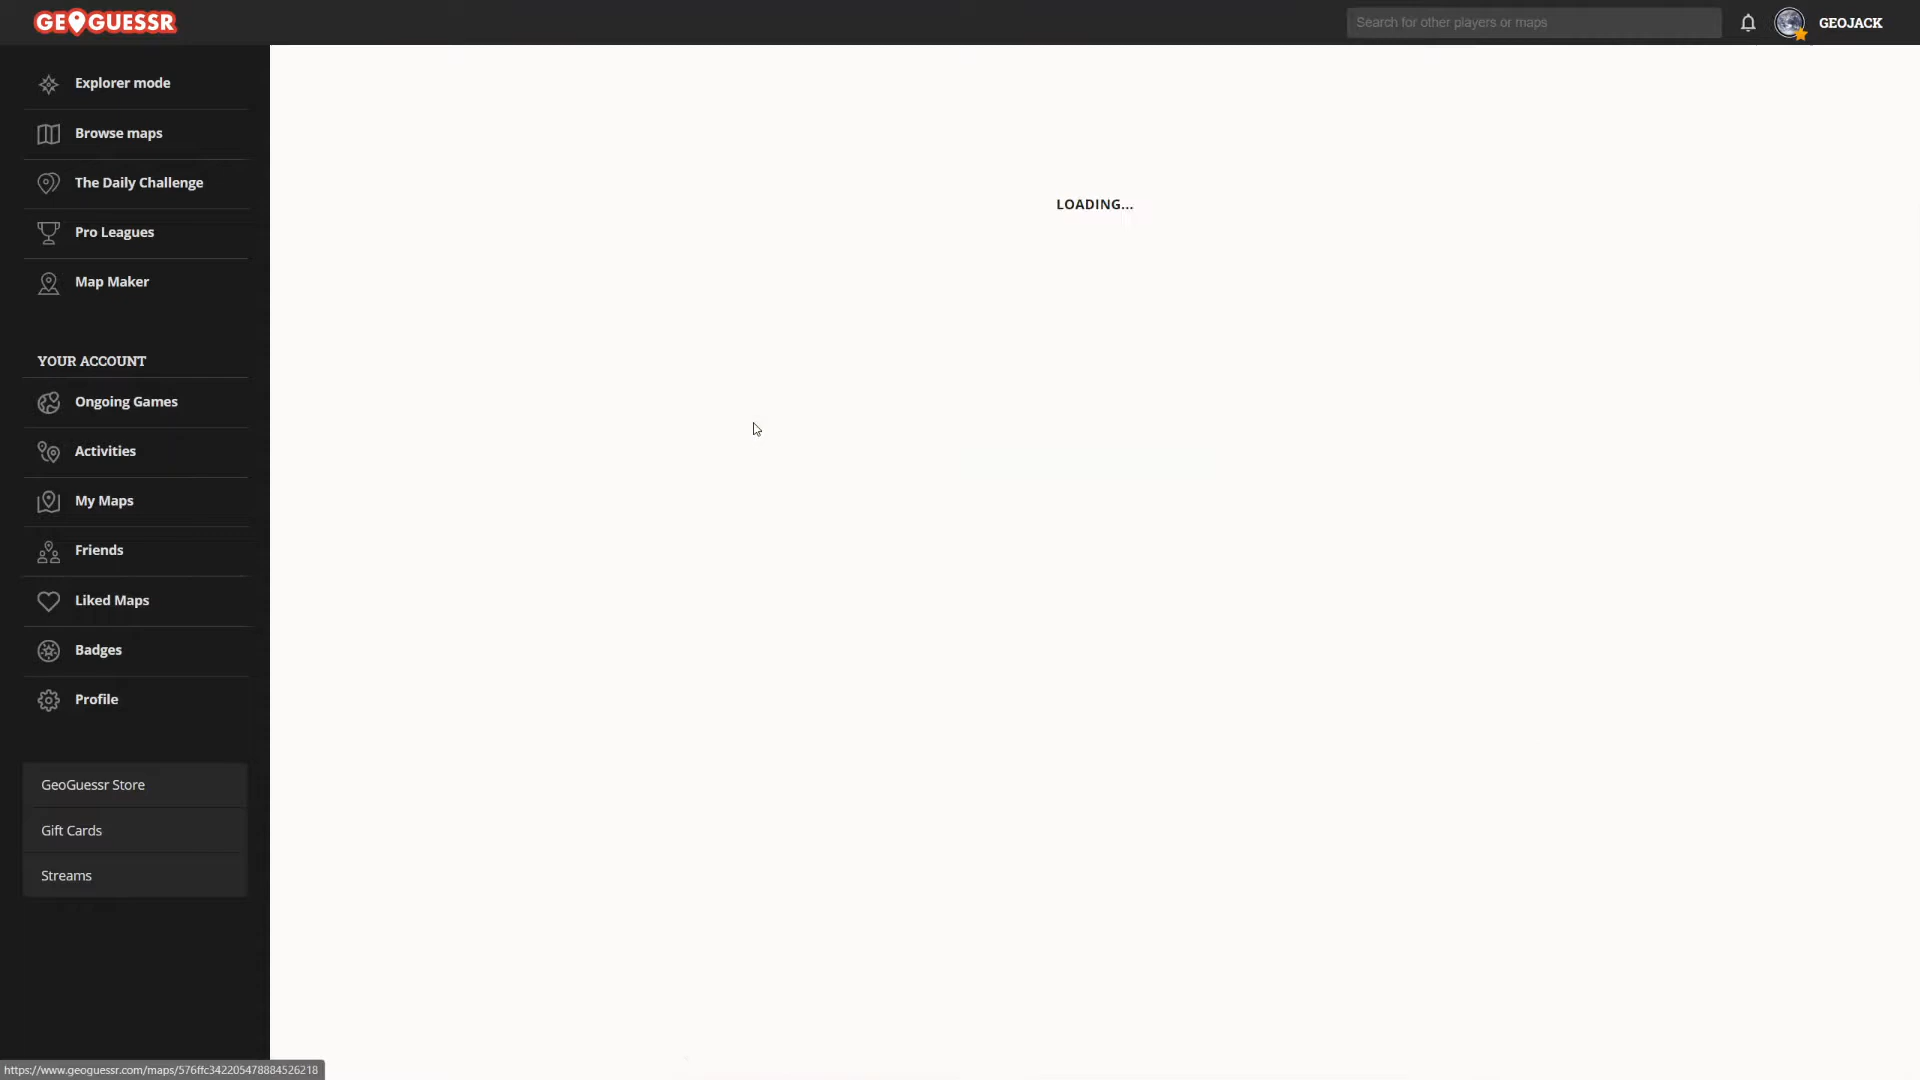 GEOGUESSR
Search for other players or maps
GEOJACK
Explorer mode
Browse maps
The Daily Challenge
Pro Leagues
Map Maker
YOUR ACCOUNT
Ongoing Games
Activities
My Maps
Friends
Liked Maps
Badges
Profile
GeoGuessr Store
Gift Cards
Streams
LOADING...
https://www.geoguessr.com/maps/576ffc342205478884526218